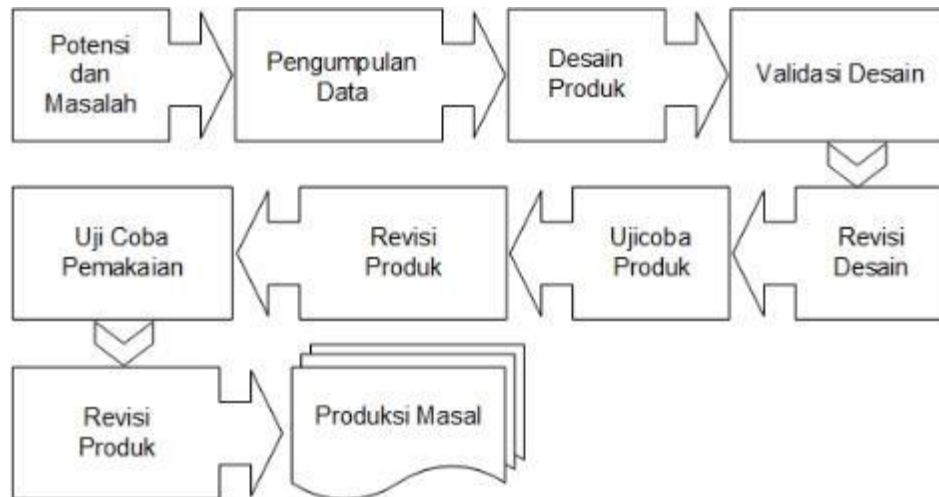 Potensi
dan
Masalah
Pengumpulan
Data
Desain
Produk
Validasi Desain
Revisi
Desain
Ujicoba
Produk
Revisi
Produk
Uji Coba
Pemakaian
Revisi
Produk
Produksi Masal